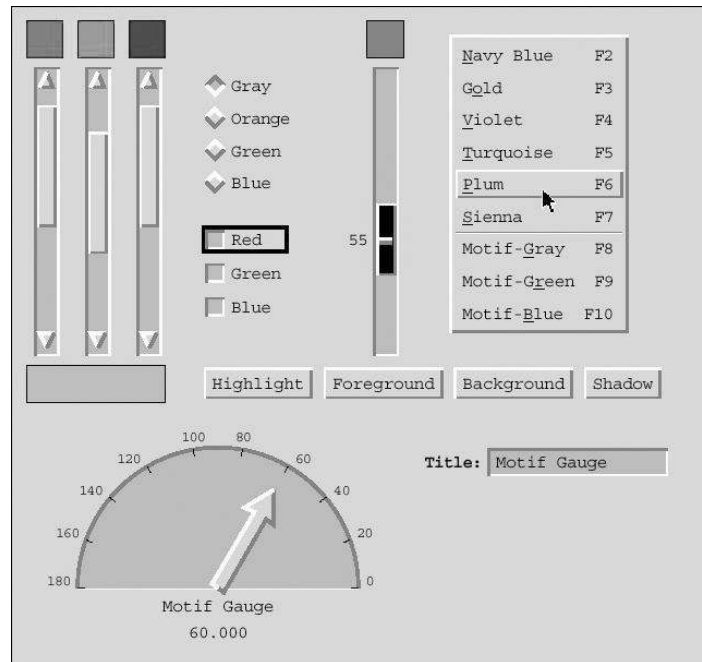 Gray
Orange
Green
Blue
Red
Green
Blue
55
Navy Blue F2
Gold F3
Violet F4
Turquoise F5
Plum F6
Sienna F7
Motif-Gray F8
Motif-Green F9
Motif-Blue F10
Highlight Foreground Background Shadow
180 160 140 120 100 80 60 40 20 0
Motif Gauge
60.000
Title: Motif Gauge